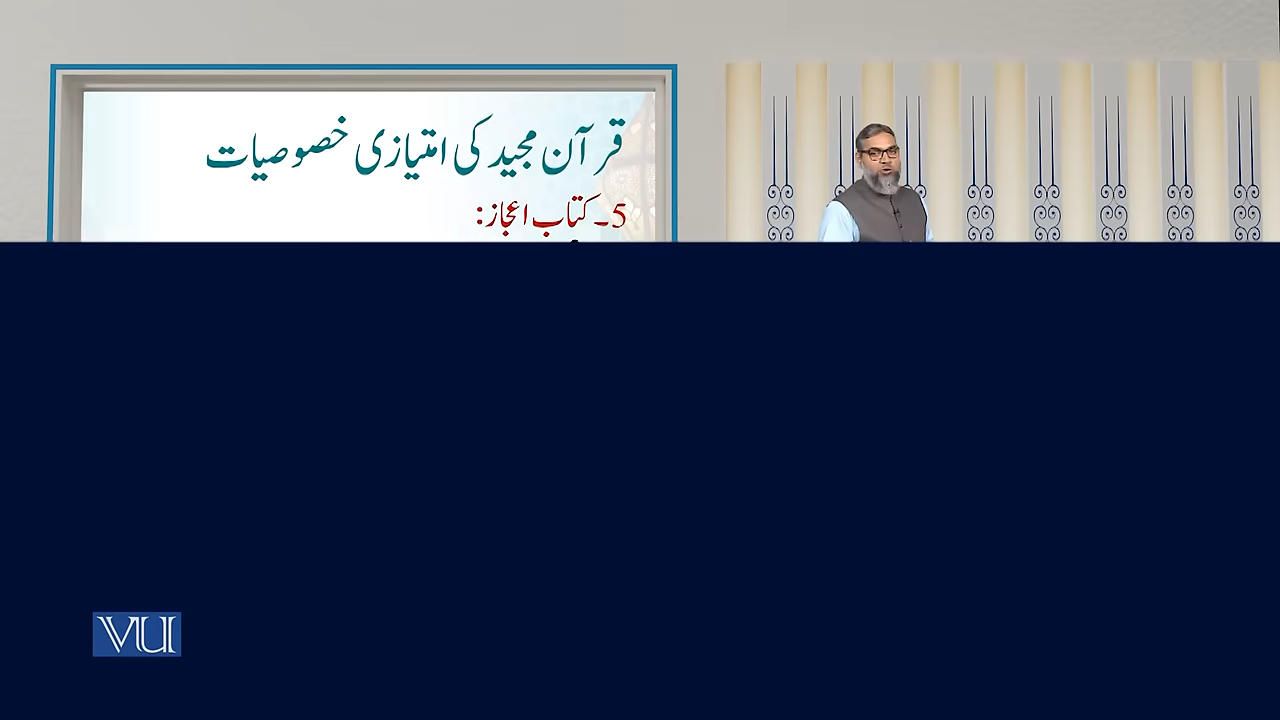 قرآن مجید کی امتیازی خصوصیات
5۔ کتاب اعجاز:
VU